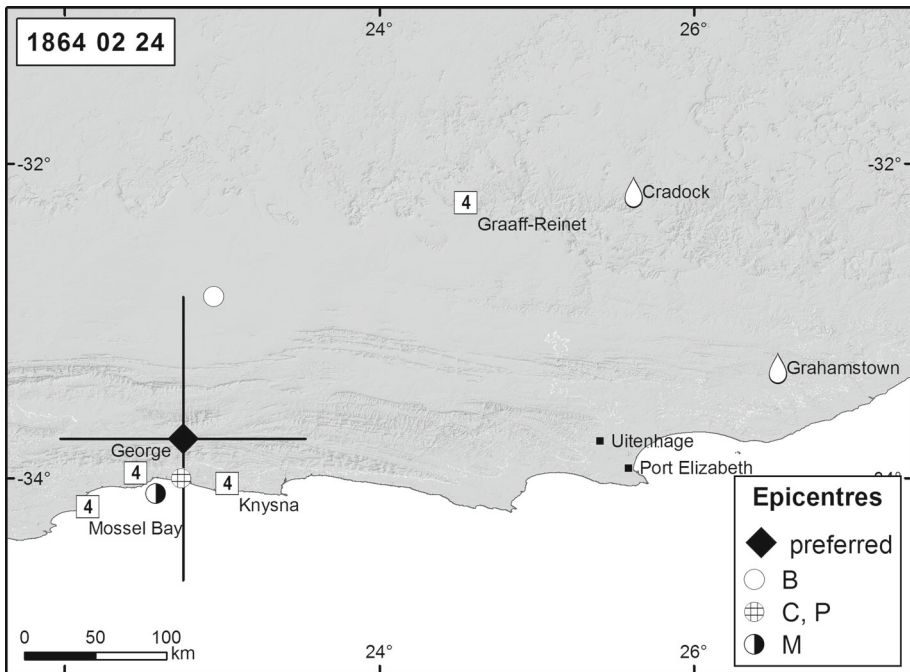 1864 02 24
24°
26°
-32°
-32°
Cradock
4
Graaff-Reinet
Grahamstown
George
Uitenhage
4
-34°
Port Elizabeth
4
Knysna
4
Mossel Bay
Epicentres
preferred
B
C, P
M
0 50 100
km
24°
26°